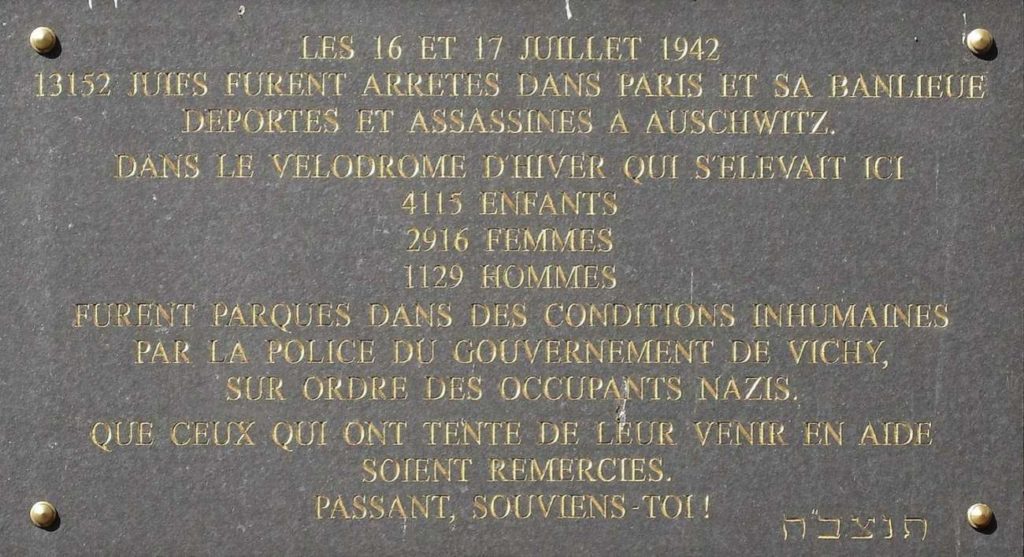 LES 16 ET 17 JUILLET 1942
13152 JUIFS FURENT ARRETES DANS PARIS ET SA BANLIEUE
DEPORTES ET ASSASSINES A AUSCHWITZ.
DANS LE VELODROME D'HIVER QUI S'ELEVAIT ICI
4115 ENFANTS
2916 FEMMES
1129 HOMMES
FURENT PARQUES DANS DES CONDITIONS INHUMAINES
PAR LA POLICE DU GOUVERNEMENT DE VICHY,
SUR ORDRE DES OCCUPANTS NAZIS.
QUE CEUX QUI ONT TENTE DE LEUR VENIR EN AIDE
SOIENT REMERCIES.
PASSANT, SOUVIENS-TOI !
תנצב״ה